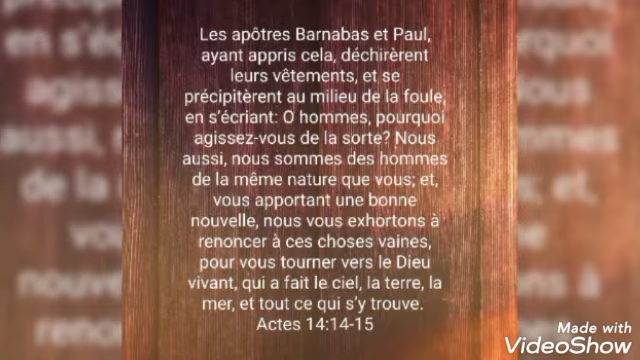 Les apôtres Barnabas et Paul,
ayant appris cela, déchirèrent
leurs vêtements, et se
précipitèrent au milieu de la foule,
en s'écriant: O hommes, pourquoi
agissez-vous de la sorte? Nous
aussi, nous sommes des hommes
de la même nature que vous; et,
vous apportant une bonne
nouvelle, nous vous exhortons à
renoncer à ces choses vaines,
pour vous tourner vers le Dieu
vivant, qui a fait le ciel, la terre, la
mer, et tout ce qui s'y trouve.
Actes 14:14-15
Made with
VideoShow